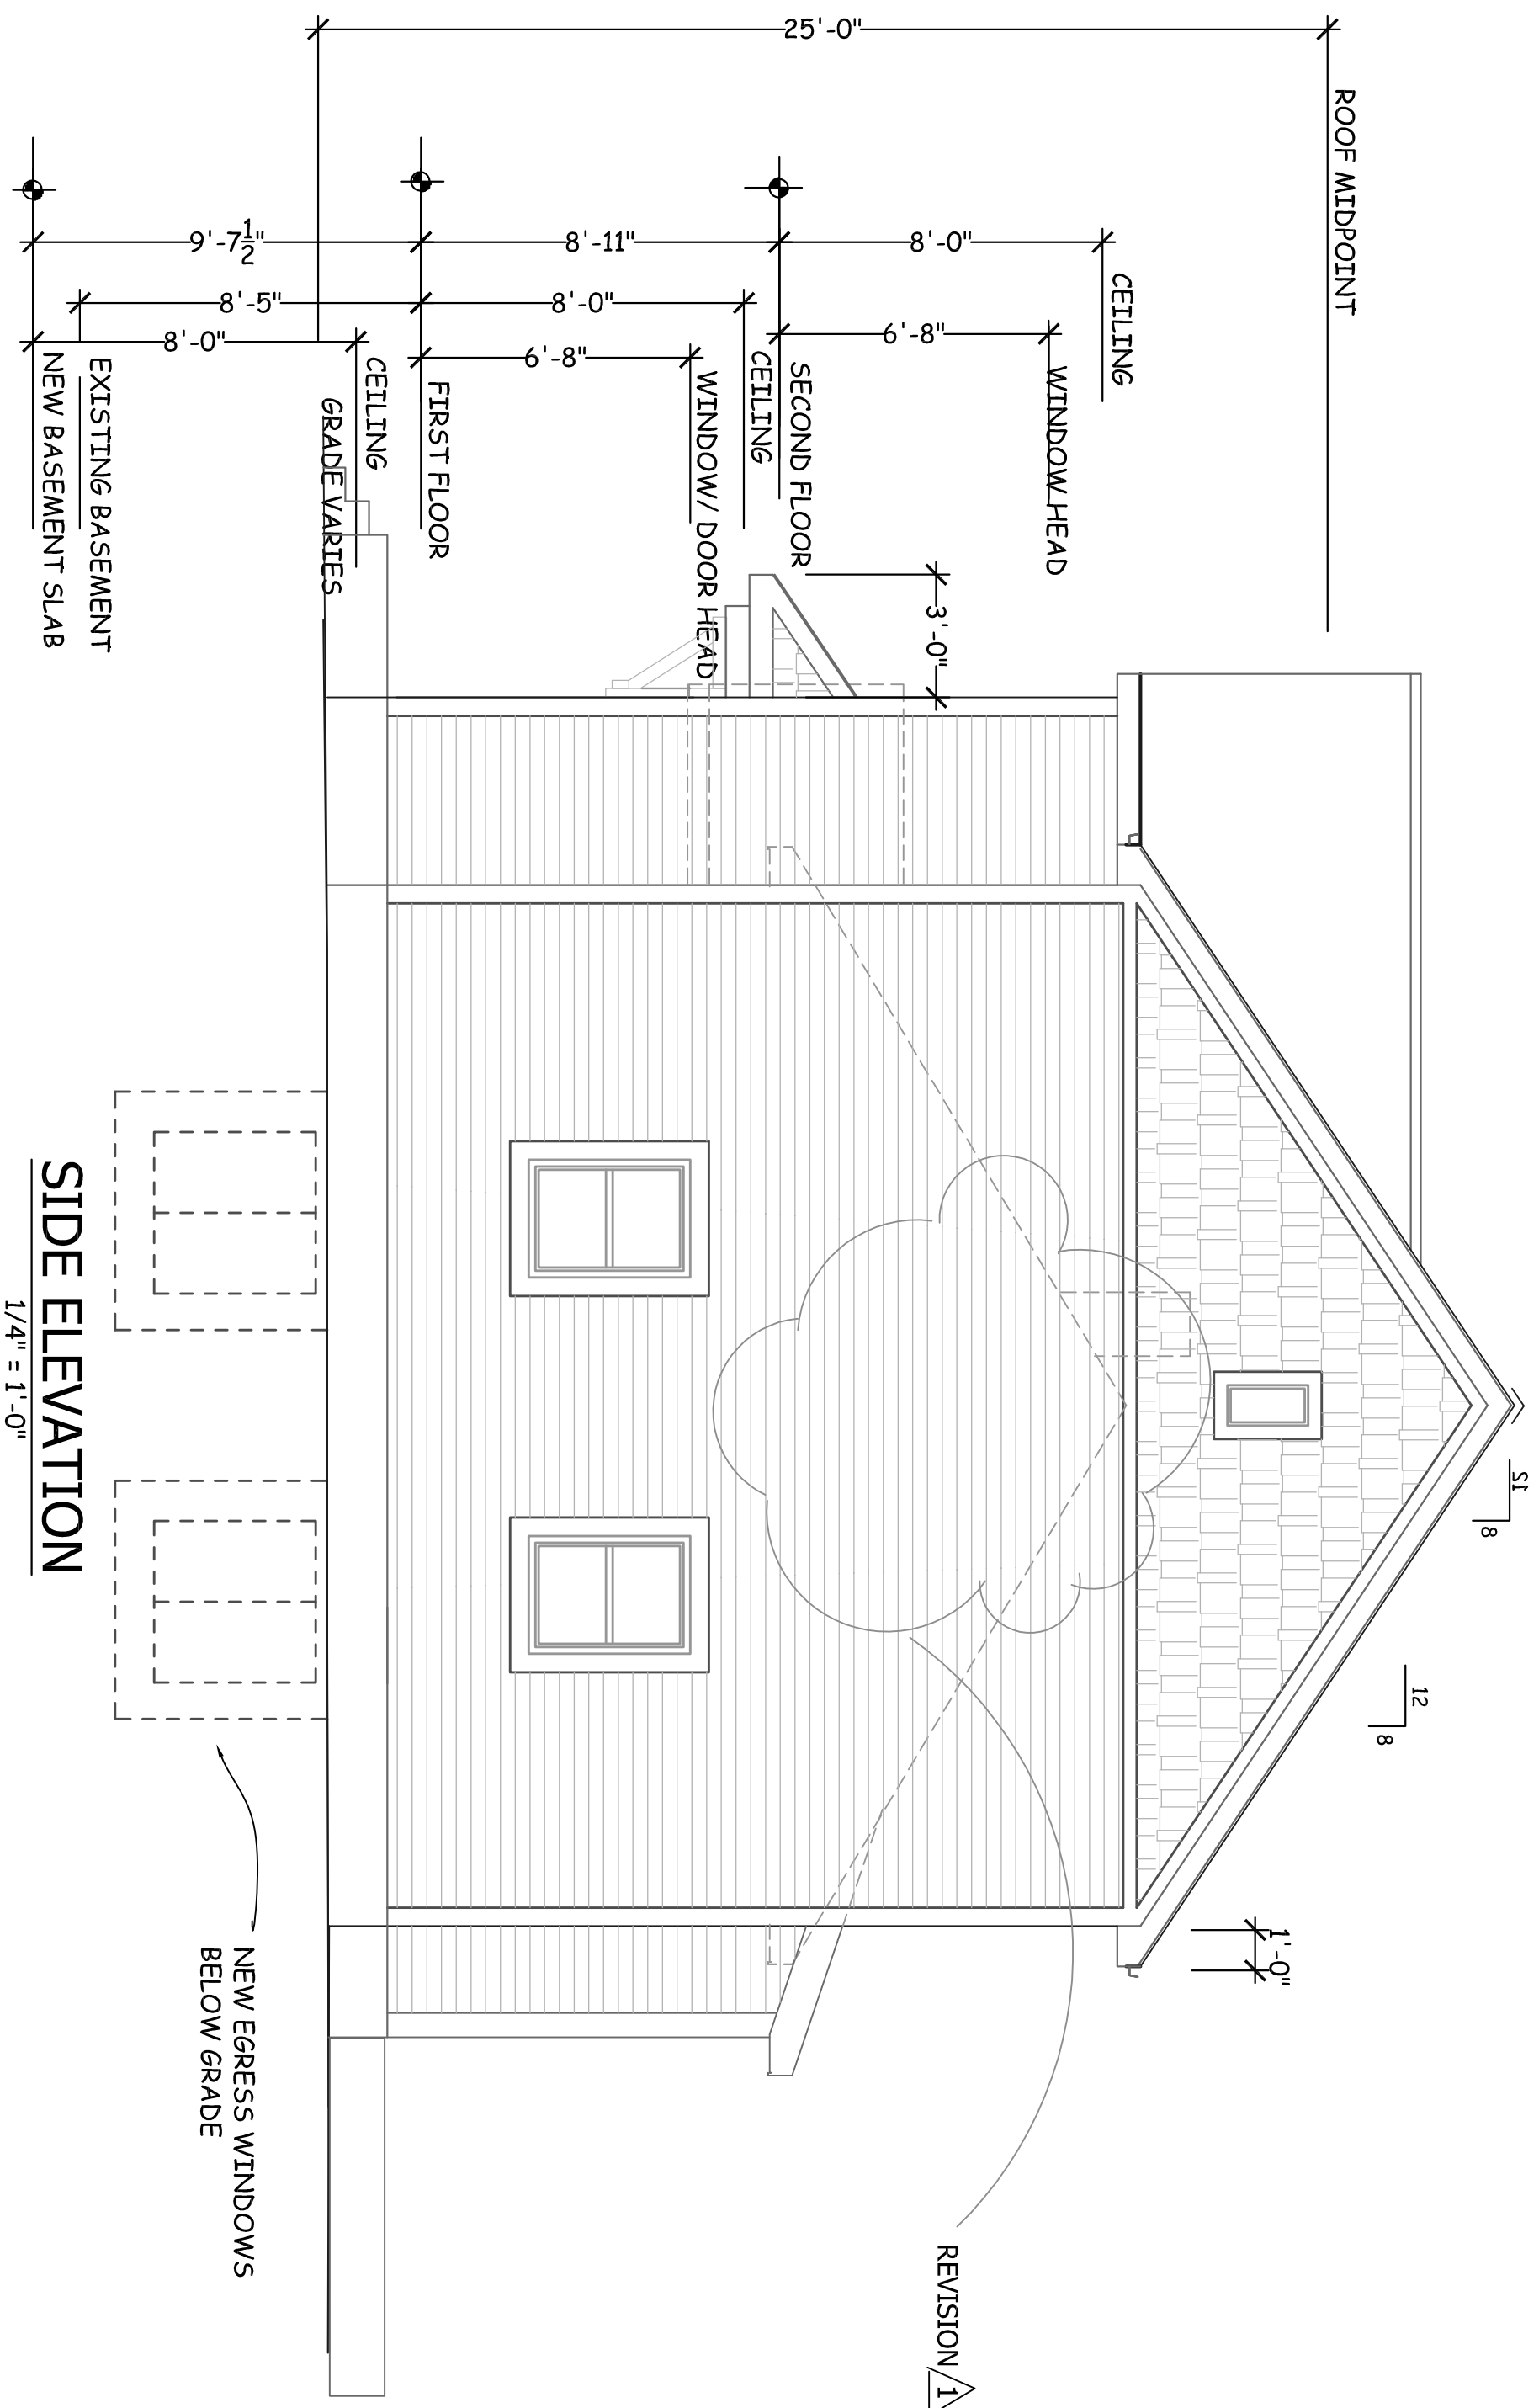 25'-0"
ROOF MIDPOINT
9'-7 1/2"
8'-11"
8'-0"
CEILING
8'-5"
8'-0"
8'-0"
6'-8"
6'-8"
WINDOW HEAD
SECOND FLOOR
CEILING
WINDOW/ DOOR HEAD
FIRST FLOOR
CEILING
GRADE VARIES
EXISTING BASEMENT
NEW BASEMENT SLAB
3'-0"
12
8
12
8
1'-0"
NEW EGRESS WINDOWS
BELOW GRADE
REVISION 1
SIDE ELEVATION
1/4" = 1'-0"